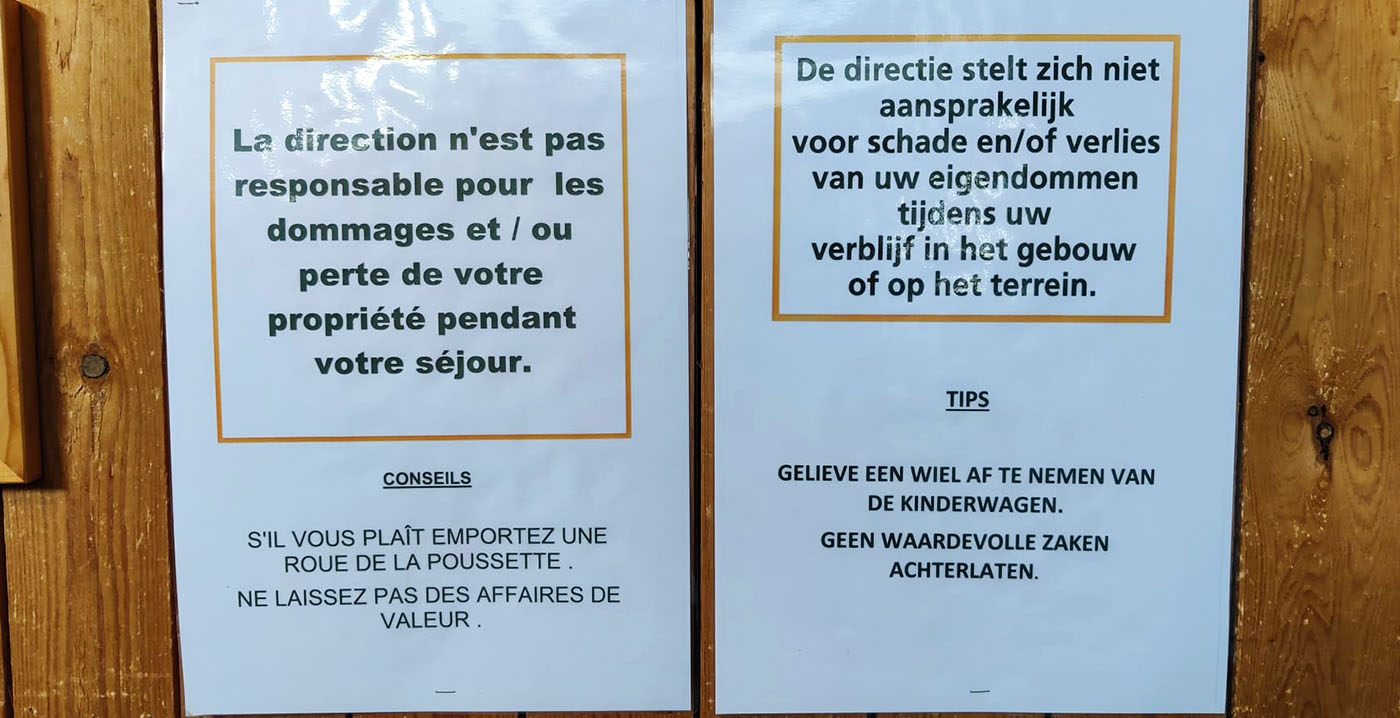 La direction n'est pas
responsable pour les
dommages et / ou
perte de votre
propriété pendant
votre séjour.
CONSEILS
S'IL VOUS PLAÎT EMPORTEZ UNE
ROUE DE LA POUSSETTE .
NE LAISSEZ PAS DES AFFAIRES DE
VALEUR .
De directie stelt zich niet
aansprakelijk
voor schade en/of verlies
van uw eigendommen
tijdens uw
verblijf in het gebouw
of op het terrein.
TIPS
GELIEVE EEN WIEL AF TE NEMEN VAN
DE KINDERWAGEN.
GEEN WAARDEVOLLE ZAKEN
ACHTERLATEN.